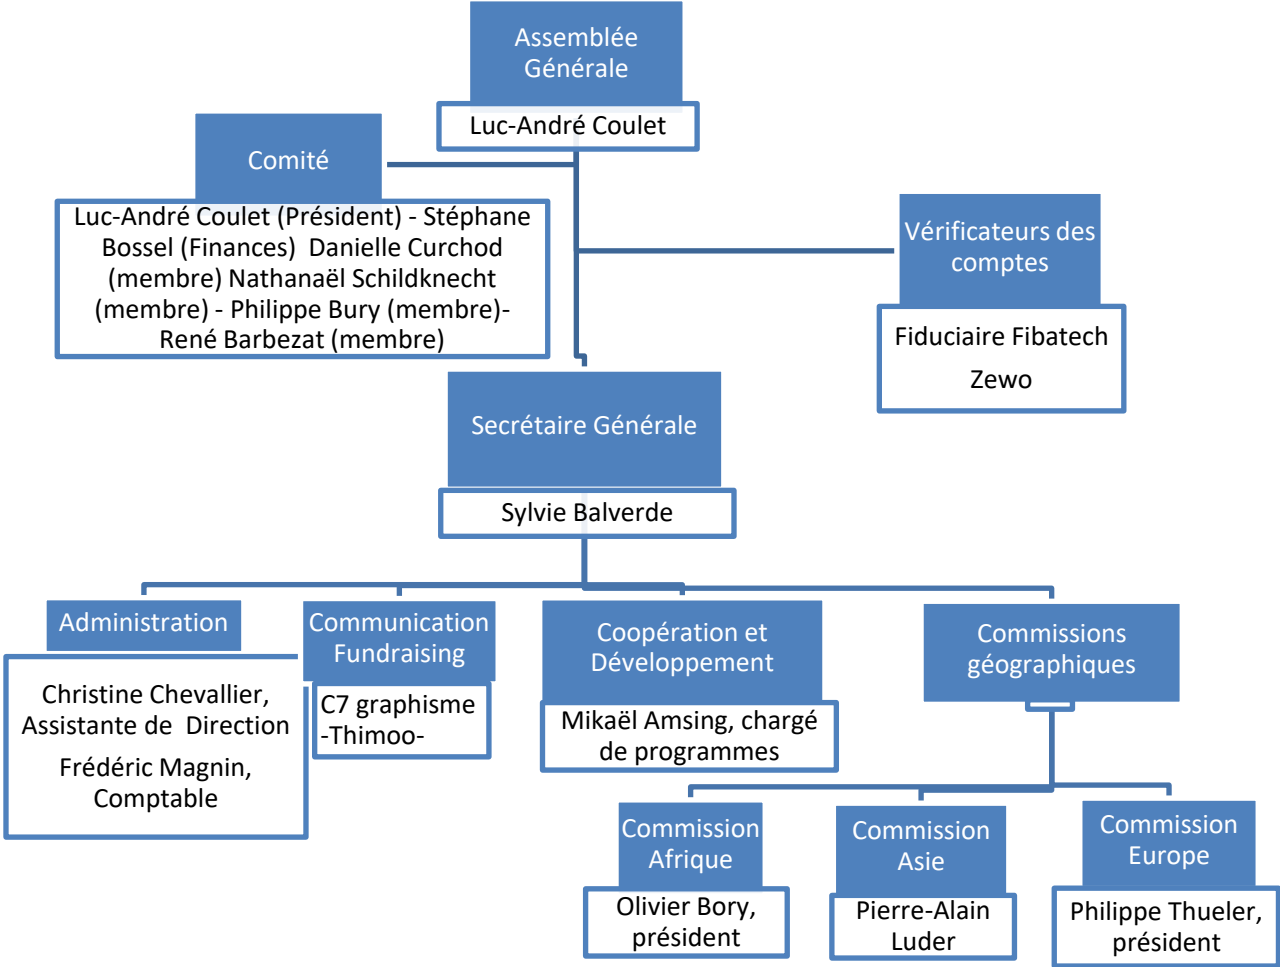 Assemblée
Générale
Luc-André Coulet
Comité
Luc-André Coulet (Président) - Stéphane
Bossel (Finances)  Danielle Curchod
(membre) Nathanaël Schildknecht
(membre) - Philippe Bury (membre)-
René Barbezat (membre)
Vérificateurs des
comptes
Fiduciaire Fibatech
Zewo
Secrétaire Générale
Sylvie Balverde
Administration
Christine Chevallier,
Assistante de  Direction
Frédéric Magnin,
Comptable
Communication
Fundraising
C7 graphisme
-Thimoo-
Coopération et
Développement
Mikaël Amsing, chargé
de programmes
Commissions
géographiques
Commission
Afrique
Olivier Bory,
président
Commission
Asie
Pierre-Alain
Luder
Commission
Europe
Philippe Thueler,
président